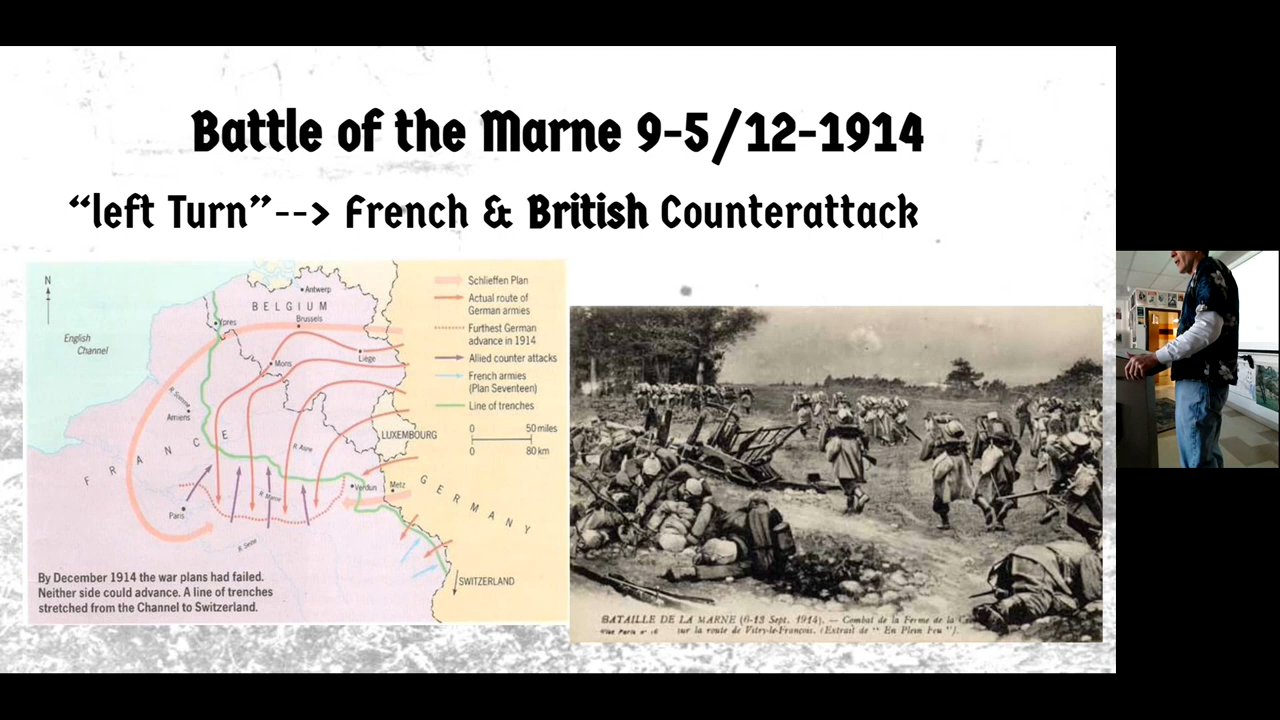 Battle of the Marne 9-5/12-1914
“left Turn”--> French & British Counterattack
N
English
Channel
Antwerp
BELGIUM
Brussels
Ypres
Mons
Liège
R. Somme
Amiens
FRANCE
R. Aisne
LUXEMBOURG
R. Marne
Verdun
Metz
Paris
R. Seine
GERMANY
SWITZERLAND
Schlieffen Plan
Actual route of
German armies
Furthest German
advance in 1914
Allied counter attacks
French armies
(Plan Seventeen)
Line of trenches
0 50 miles
0 80 km
By December 1914 the war plans had failed.
Neither side could advance. A line of trenches
stretched from the Channel to Switzerland.
BATAILLE DE LA MARNE (6-13 Sept. 1914). — Combat de la Ferme de la
sur la route de Vitry-le-François. (Extrait de “ En Plein Feu ”).